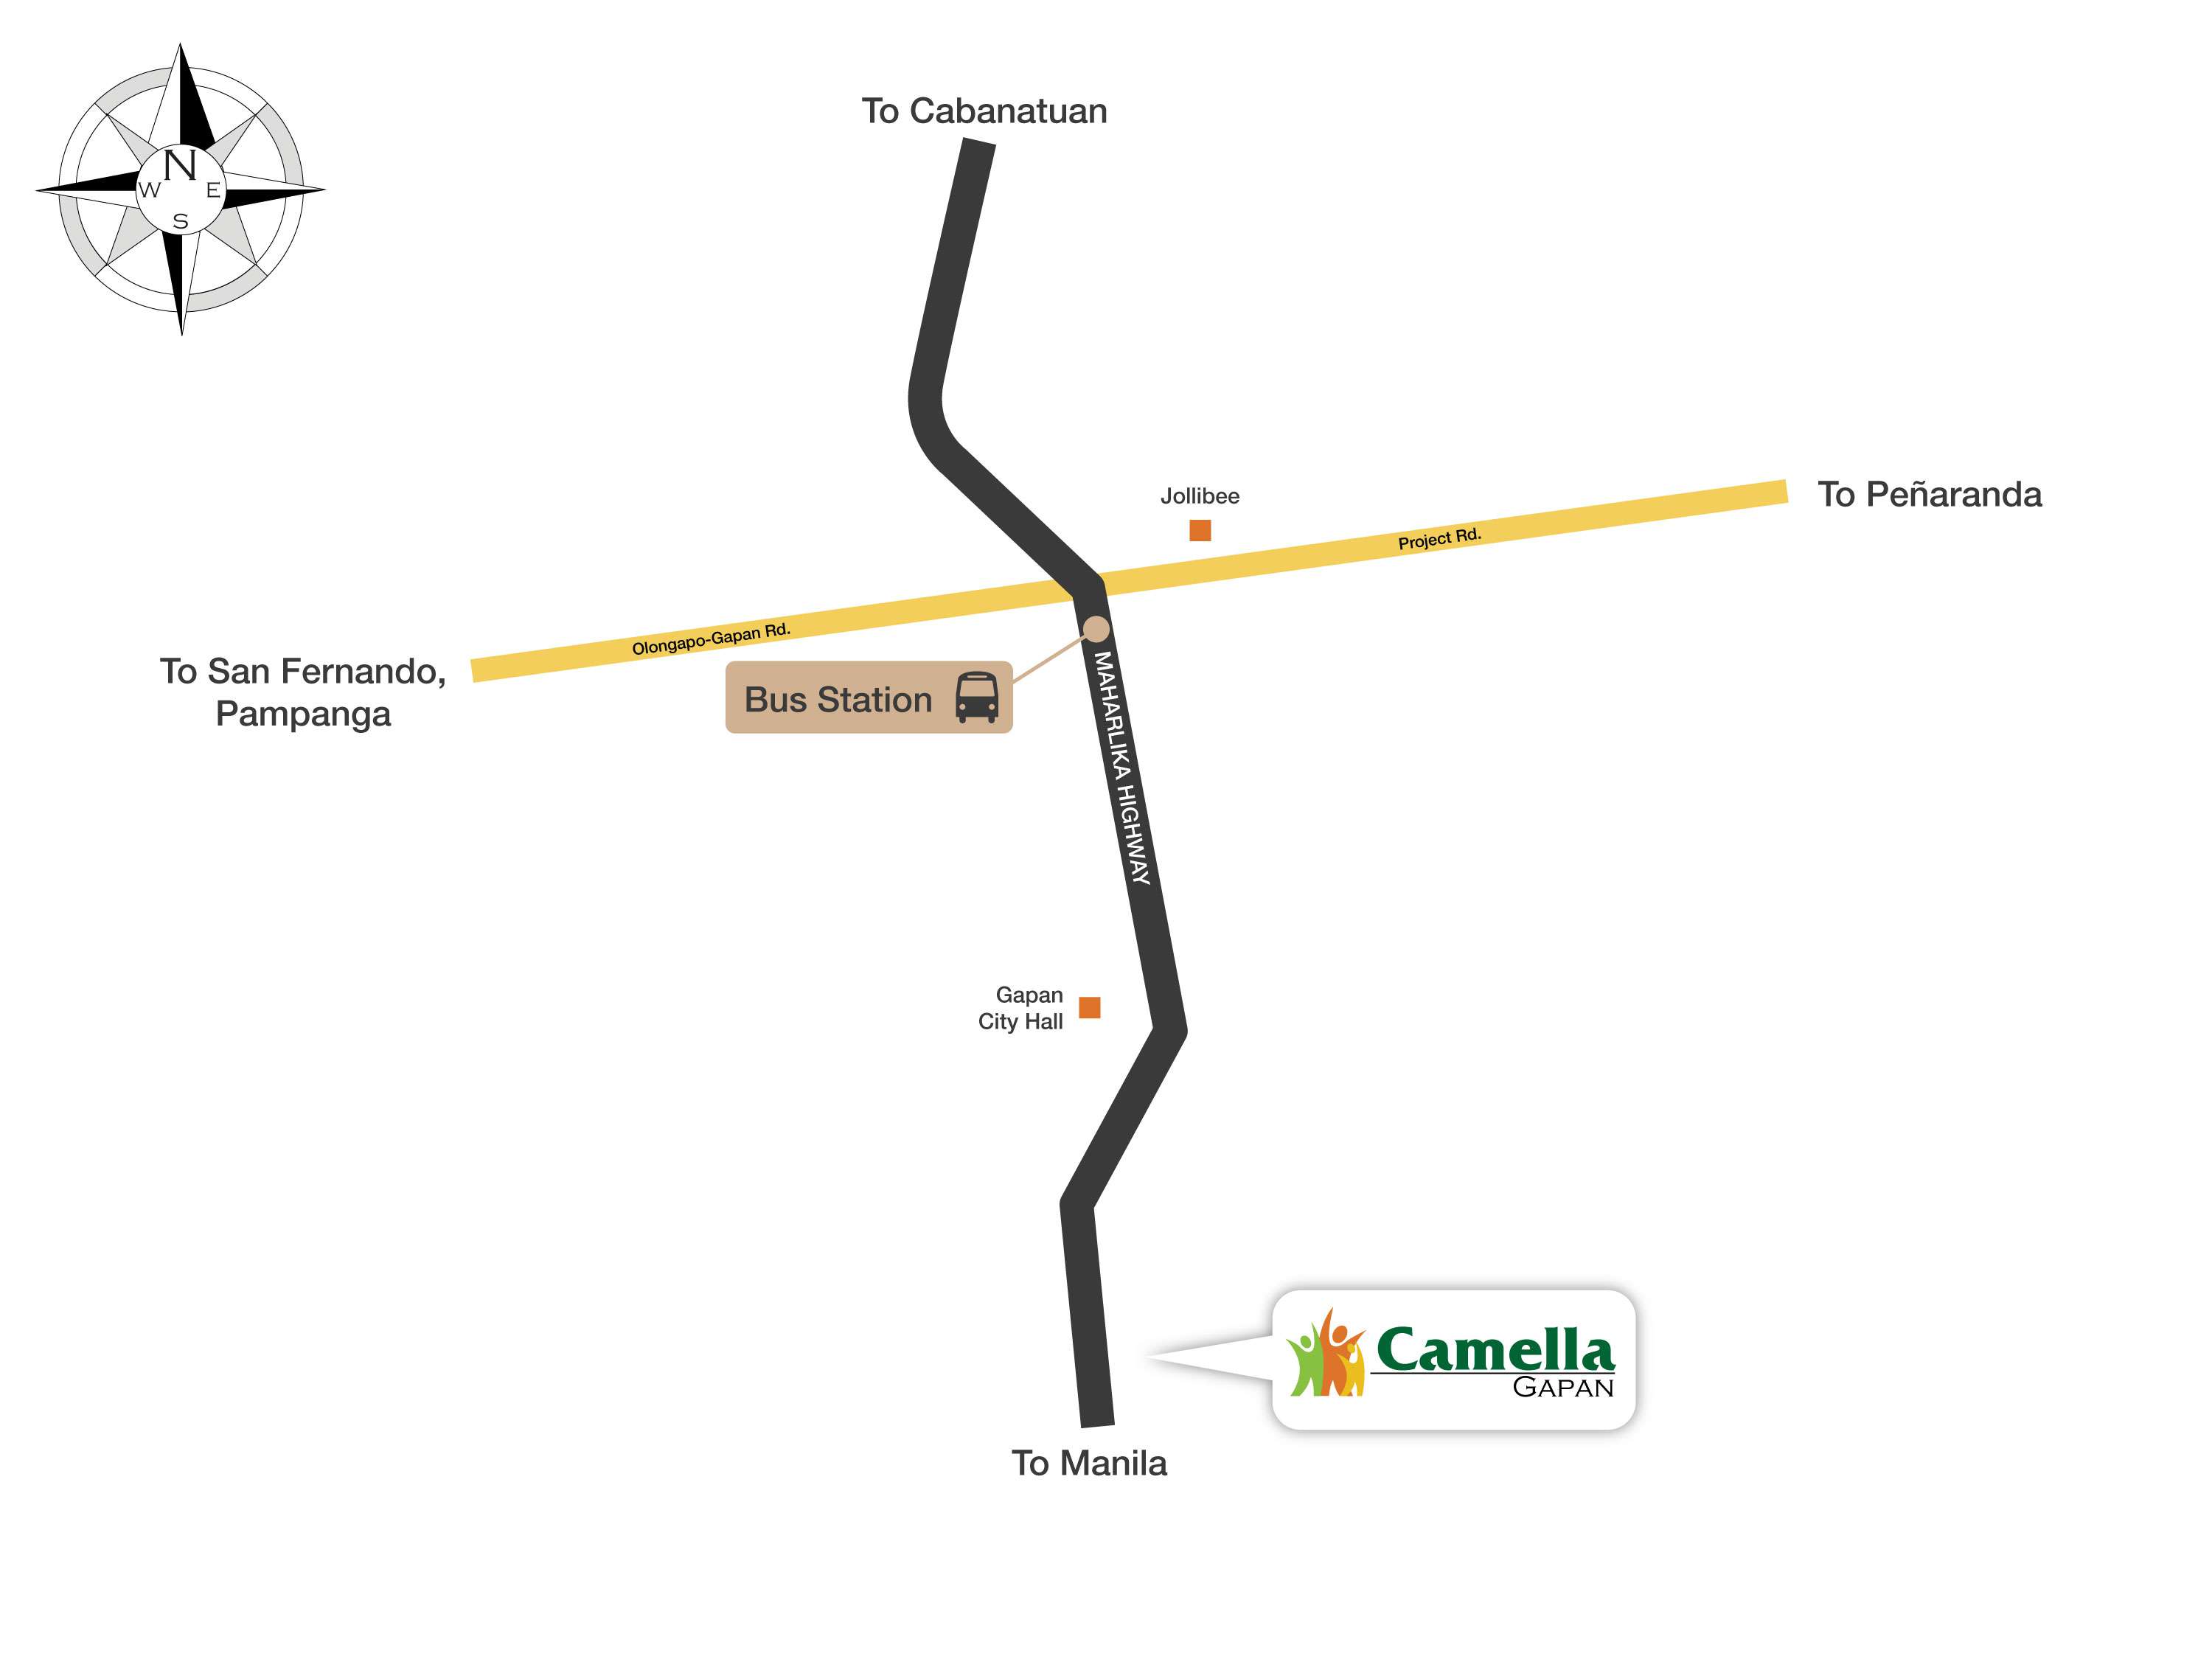 To Cabanatuan
N
W E
S
Jollibee
To Peñaranda
Project Rd.
Olongapo-Gapan Rd.
To San Fernando,
Pampanga
Bus Station
MAHARLIKA HIGHWAY
Gapan
City Hall
Camella
GAPAN
To Manila